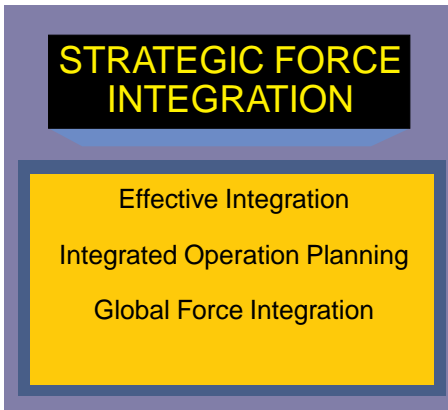 STRATEGIC FORCE
INTEGRATION
Effective Integration
Integrated Operation Planning
Global Force Integration